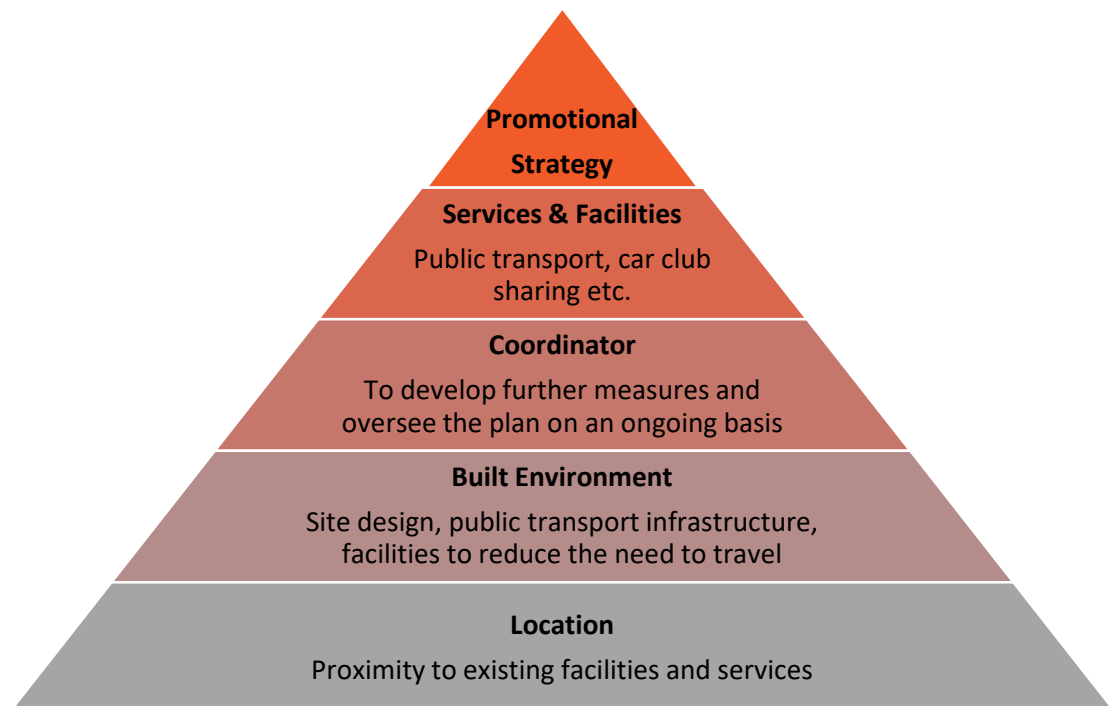 Promotional
Strategy
Services & Facilities
Public transport, car club
sharing etc.
Coordinator
To develop further measures and
oversee the plan on an ongoing basis
Built Environment
Site design, public transport infrastructure,
facilities to reduce the need to travel
Location
Proximity to existing facilities and services